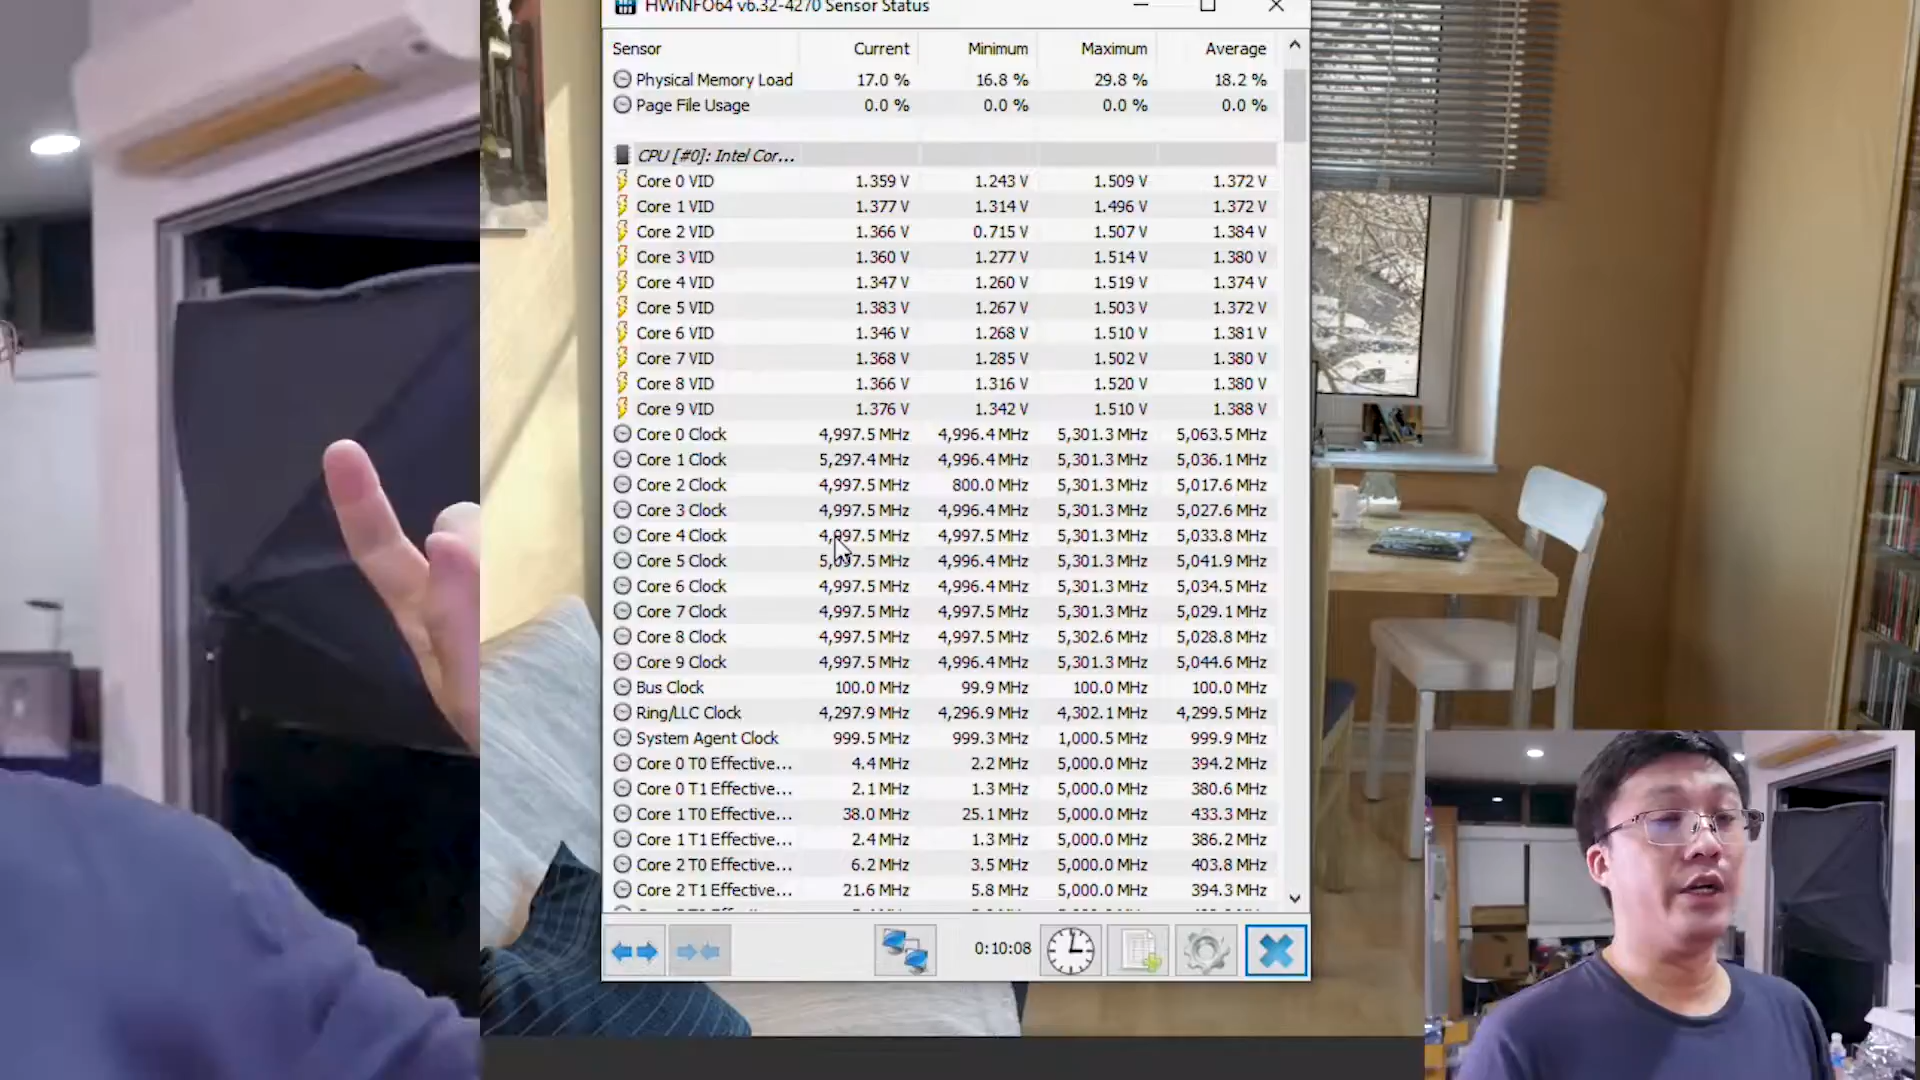 HWiNFO64 v6.32-4270 Sensor Status
Sensor Current Minimum Maximum Average
Physical Memory Load 17.0 % 16.8 % 29.8 % 18.2 %
Page File Usage 0.0 % 0.0 % 0.0 % 0.0 %
CPU [#0]: Intel Cor...
Core 0 VID 1.359 V 1.243 V 1.509 V 1.372 V
Core 1 VID 1.377 V 1.314 V 1.496 V 1.372 V
Core 2 VID 1.366 V 0.715 V 1.507 V 1.384 V
Core 3 VID 1.360 V 1.277 V 1.514 V 1.380 V
Core 4 VID 1.347 V 1.260 V 1.519 V 1.374 V
Core 5 VID 1.383 V 1.267 V 1.503 V 1.372 V
Core 6 VID 1.346 V 1.268 V 1.510 V 1.381 V
Core 7 VID 1.368 V 1.285 V 1.502 V 1.380 V
Core 8 VID 1.366 V 1.316 V 1.520 V 1.380 V
Core 9 VID 1.376 V 1.342 V 1.510 V 1.388 V
Core 0 Clock 4,997.5 MHz 4,996.4 MHz 5,301.3 MHz 5,063.5 MHz
Core 1 Clock 5,297.4 MHz 4,996.4 MHz 5,301.3 MHz 5,036.1 MHz
Core 2 Clock 4,997.5 MHz 800.0 MHz 5,301.3 MHz 5,017.6 MHz
Core 3 Clock 4,997.5 MHz 4,996.4 MHz 5,301.3 MHz 5,027.6 MHz
Core 4 Clock 4,997.5 MHz 4,997.5 MHz 5,301.3 MHz 5,033.8 MHz
Core 5 Clock 5,097.5 MHz 4,996.4 MHz 5,301.3 MHz 5,041.9 MHz
Core 6 Clock 4,997.5 MHz 4,996.4 MHz 5,301.3 MHz 5,034.5 MHz
Core 7 Clock 4,997.5 MHz 4,997.5 MHz 5,301.3 MHz 5,029.1 MHz
Core 8 Clock 4,997.5 MHz 4,997.5 MHz 5,302.6 MHz 5,028.8 MHz
Core 9 Clock 4,997.5 MHz 4,996.4 MHz 5,301.3 MHz 5,044.6 MHz
Bus Clock 100.0 MHz 99.9 MHz 100.0 MHz 100.0 MHz
Ring/LLC Clock 4,297.9 MHz 4,296.9 MHz 4,302.1 MHz 4,299.5 MHz
System Agent Clock 999.5 MHz 999.3 MHz 1,000.5 MHz 999.9 MHz
Core 0 T0 Effective... 4.4 MHz 2.2 MHz 5,000.0 MHz 394.2 MHz
Core 0 T1 Effective... 2.1 MHz 1.3 MHz 5,000.0 MHz 380.6 MHz
Core 1 T0 Effective... 38.0 MHz 25.1 MHz 5,000.0 MHz 433.3 MHz
Core 1 T1 Effective... 2.4 MHz 1.3 MHz 5,000.0 MHz 386.2 MHz
Core 2 T0 Effective... 6.2 MHz 3.5 MHz 5,000.0 MHz 403.8 MHz
Core 2 T1 Effective... 21.6 MHz 5.8 MHz 5,000.0 MHz 394.3 MHz
0:10:08